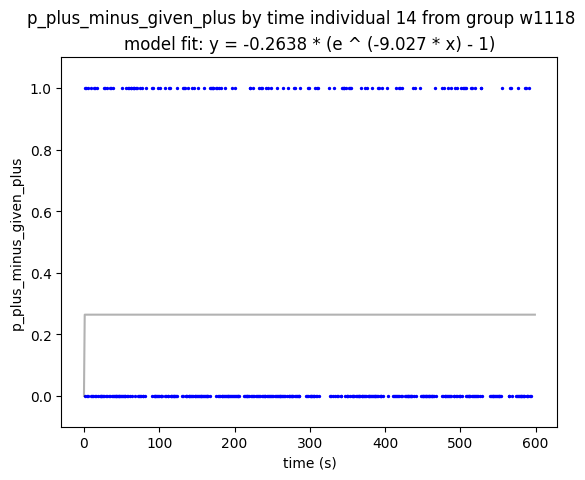 p_plus_minus_given_plus by time individual 14 from group w1118
model fit: y = -0.2638 * (e ^ (-9.027 * x) - 1)
1.0
0.8
0.6
0.4
0.2
0.0
p_plus_minus_given_plus
0 100 200 300 400 500 600
time (s)